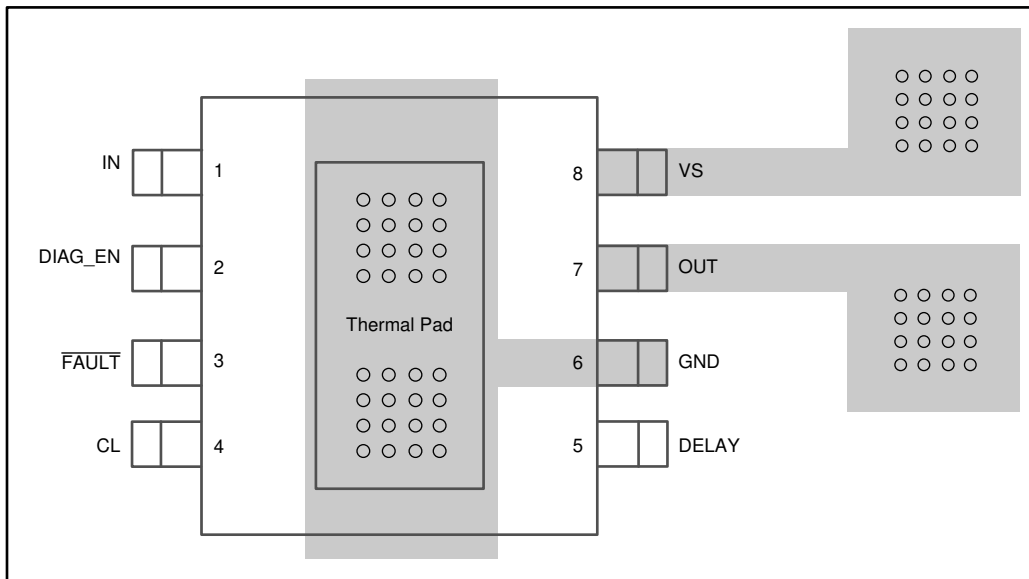 IN
1
DIAG_EN
2
FAULT
3
CL
4
Thermal Pad
8
VS
7
OUT
6
GND
5
DELAY